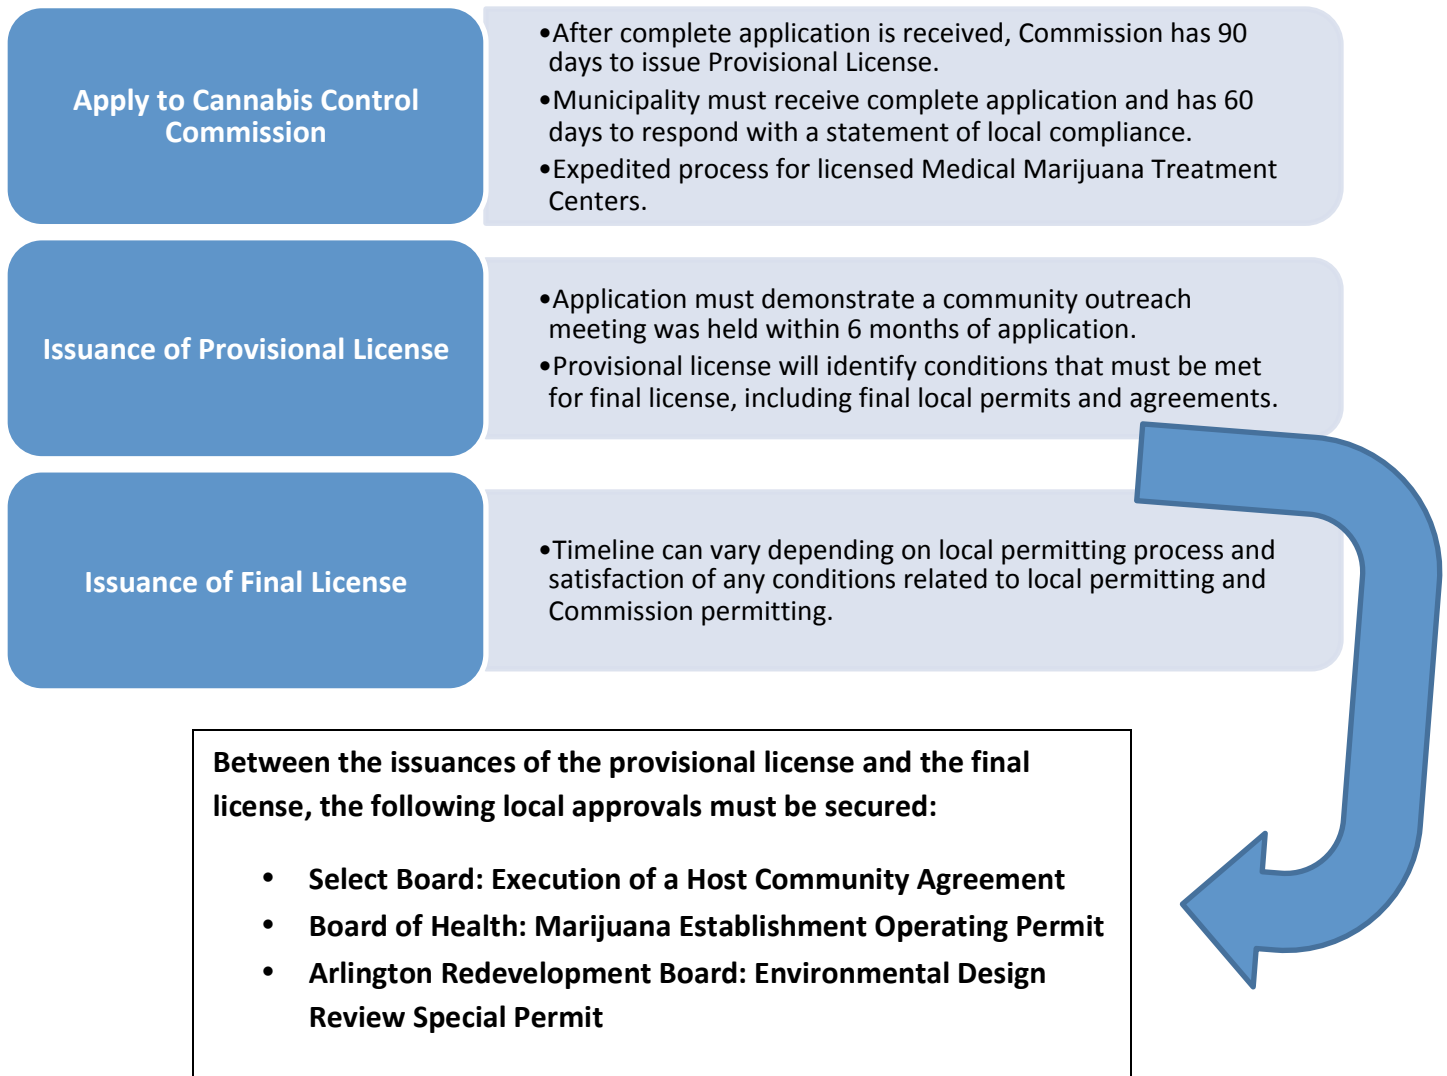 Apply to Cannabis Control
Commission
•After complete application is received, Commission has 90
days to issue Provisional License.
•Municipality must receive complete application and has 60
days to respond with a statement of local compliance.
•Expedited process for licensed Medical Marijuana Treatment
Centers.
Issuance of Provisional License
•Application must demonstrate a community outreach
meeting was held within 6 months of application.
•Provisional license will identify conditions that must be met
for final license, including final local permits and agreements.
Issuance of Final License
•Timeline can vary depending on local permitting process and
satisfaction of any conditions related to local permitting and
Commission permitting.
Between the issuances of the provisional license and the final
license, the following local approvals must be secured:
• Select Board: Execution of a Host Community Agreement
• Board of Health: Marijuana Establishment Operating Permit
• Arlington Redevelopment Board: Environmental Design
Review Special Permit